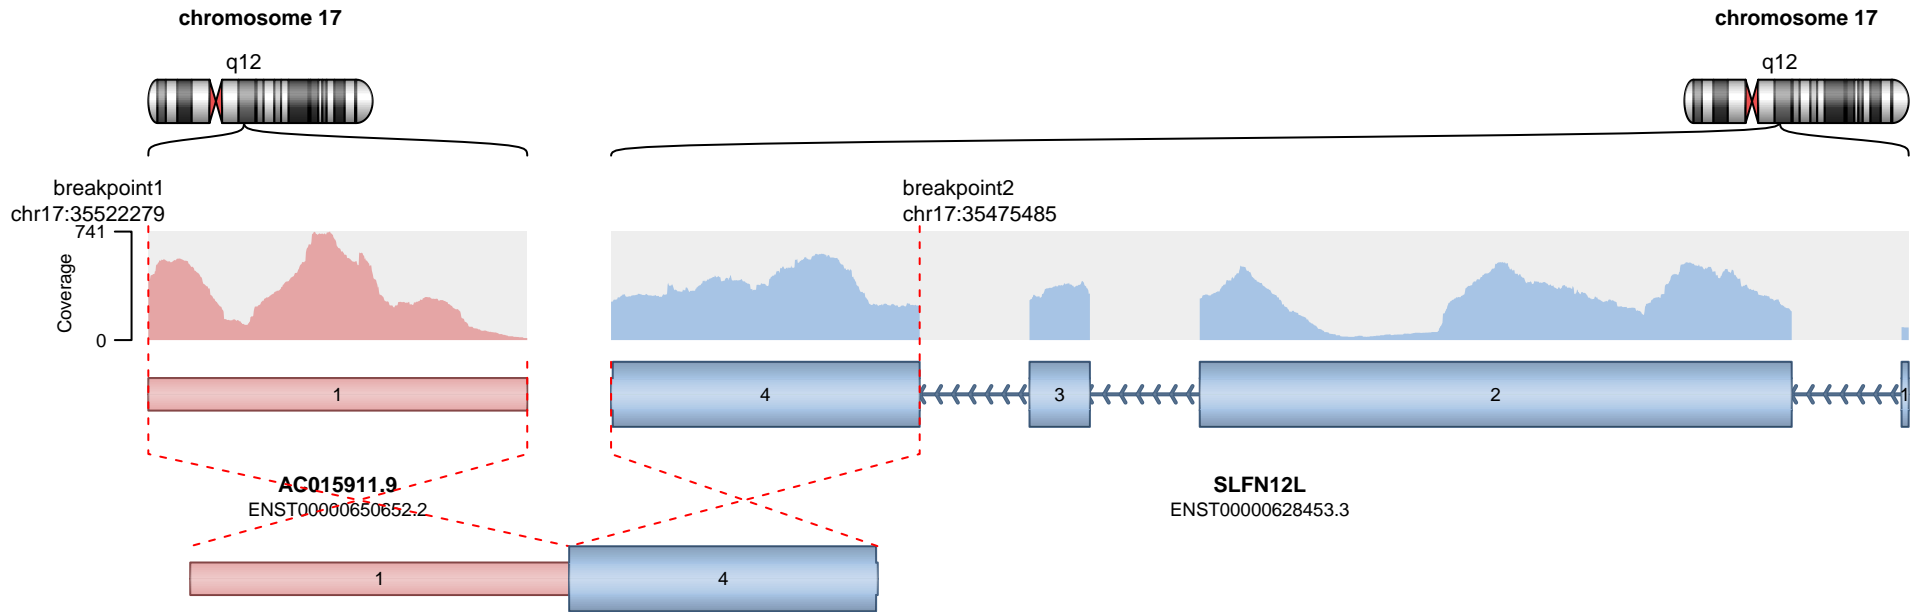 chromosome 17
chromosome 17
q12
q12
breakpoint1
chr17:35522279
breakpoint2
chr17:35475485
741
Coverage
0
1
4
3
2
1
AC015911.9
ENST00000650652.2
SLFN12L
ENST00000628453.3
1
4